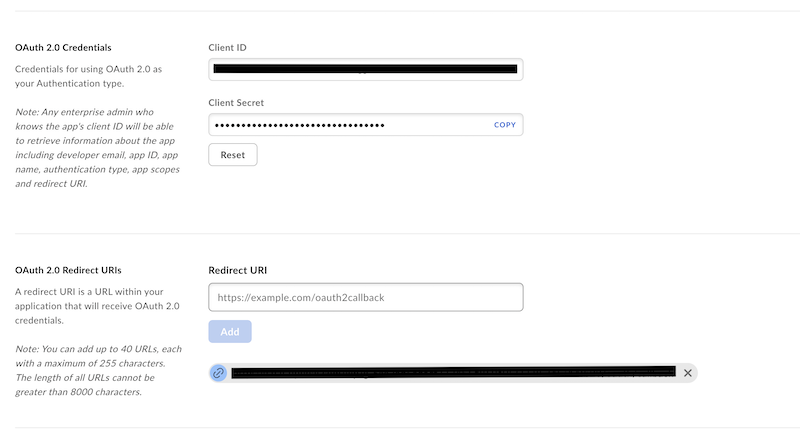 OAuth 2.0 Credentials
Credentials for using OAuth 2.0 as
your Authentication type.
Note: Any enterprise admin who
knows the app's client ID will be able
to retrieve information about the app
including developer email, app ID, app
name, authentication type, app scopes
and redirect URI.
Client ID
Client Secret
••••••••••••••••••••••••••••••••
COPY
Reset
OAuth 2.0 Redirect URIs
A redirect URI is a URL within your
application that will receive OAuth 2.0
credentials.
Note: You can add up to 40 URLs, each
with a maximum of 255 characters.
The length of all URLs cannot be
greater than 8000 characters.
Redirect URI
https://example.com/oauth2callback
Add